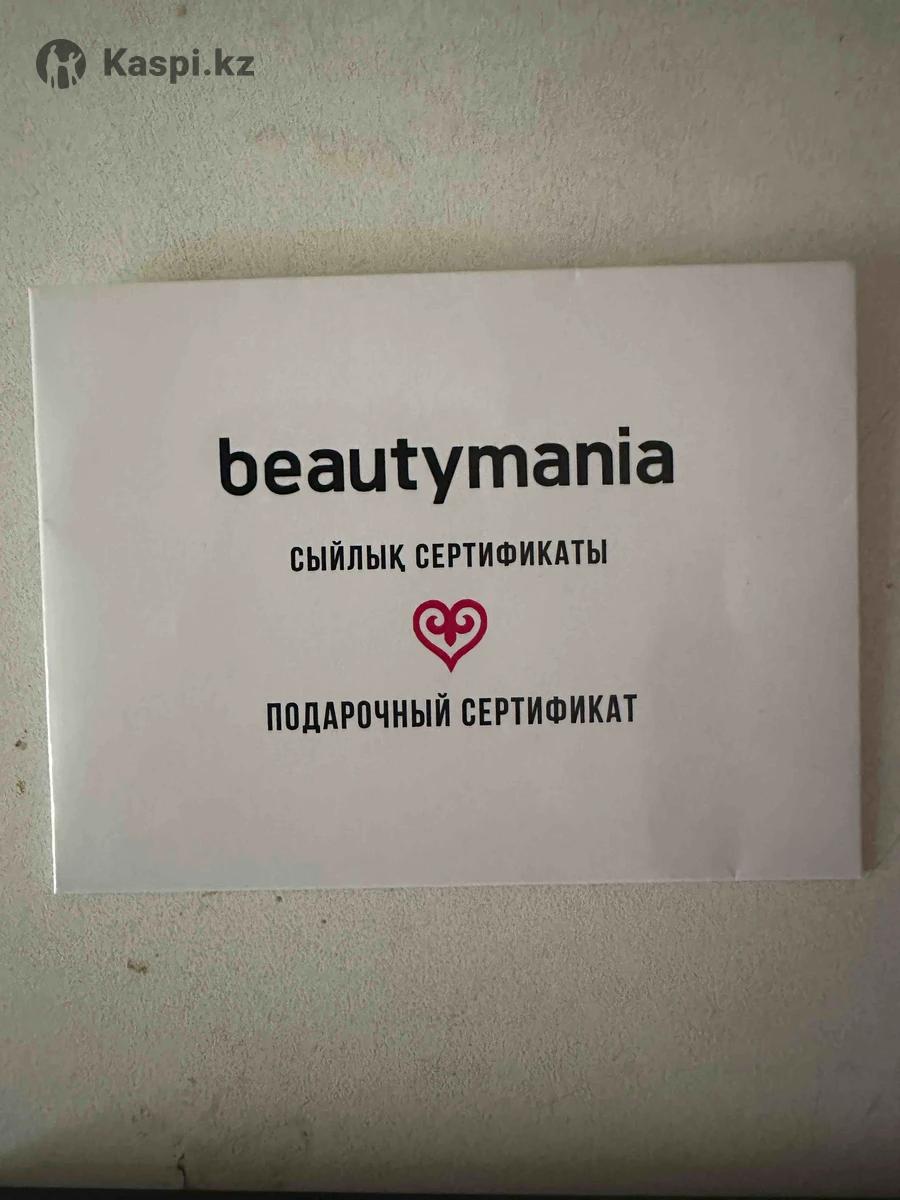 Kaspi.kz
beautymania
СЫЙЛЫҚ СЕРТИФИКАТЫ
ПОДАРОЧНЫЙ СЕРТИФИКАТ